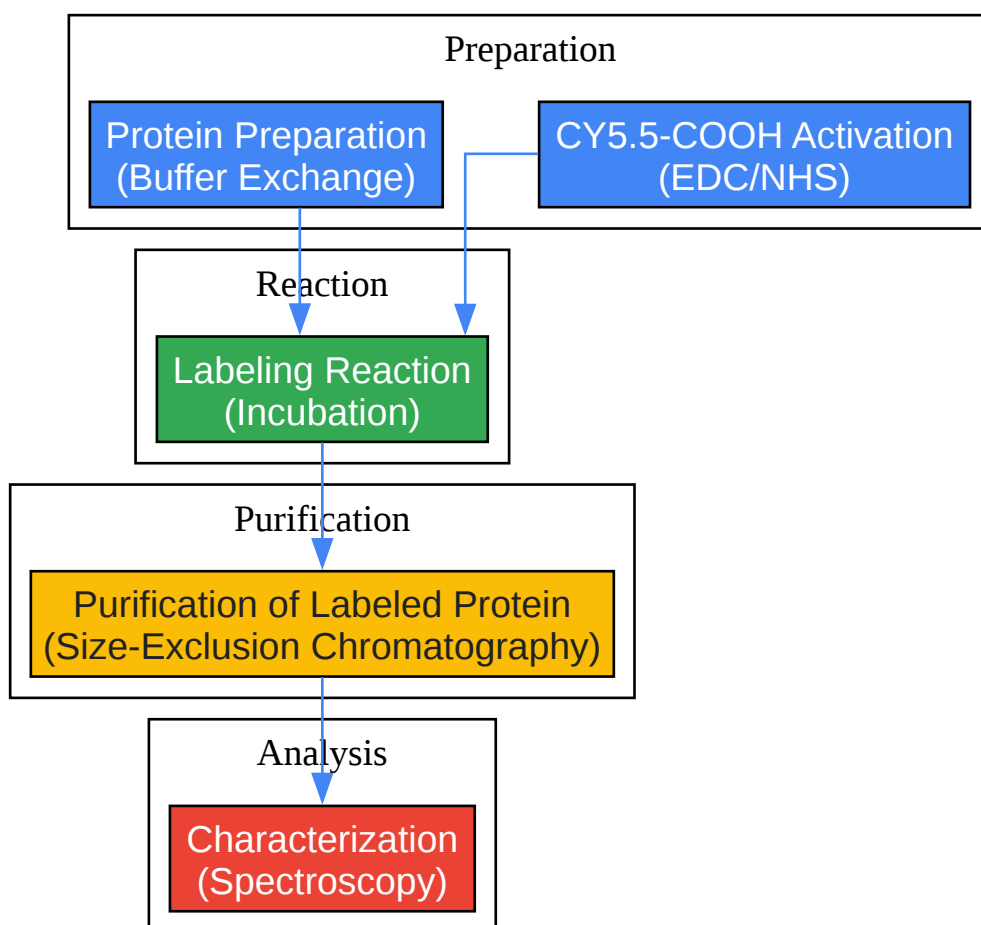 Preparation
Protein Preparation
(Buffer Exchange)
CY5.5-COOH Activation
(EDC/NHS)
Reaction
Labeling Reaction
(Incubation)
Purification
Purification of Labeled Protein
(Size-Exclusion Chromatography)
Analysis
Characterization
(Spectroscopy)